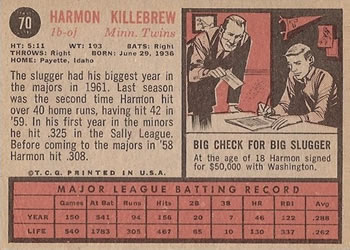 70
HARMON KILLEBREW
1b-of Minn. Twins
HT: 5:11 WT: 193 BATS: Right
THROWS: Right BORN: June 29, 1936
HOME: Payette, Idaho
The slugger had his biggest year in
the majors in 1961. Last season
was the second time Harmon hit
over 40 home runs, having hit 42
in '59. In his first year in the minors
he hit .325 in the Sally League.
Before coming to the majors in '58
Harmon hit .308.
© T.C.G. PRINTED IN U.S.A.
BIG CHECK FOR BIG SLUGGER
At the age of 18 Harmon signed
for $50,000 with Washington.
MAJOR LEAGUE BATTING RECORD
Games At Bat Runs Hits 2B 3B HR RBI Avg.
YEAR 150 541 94 156 20 7 46 122 .288
LIFE 540 1783 305 467 58 12 .262